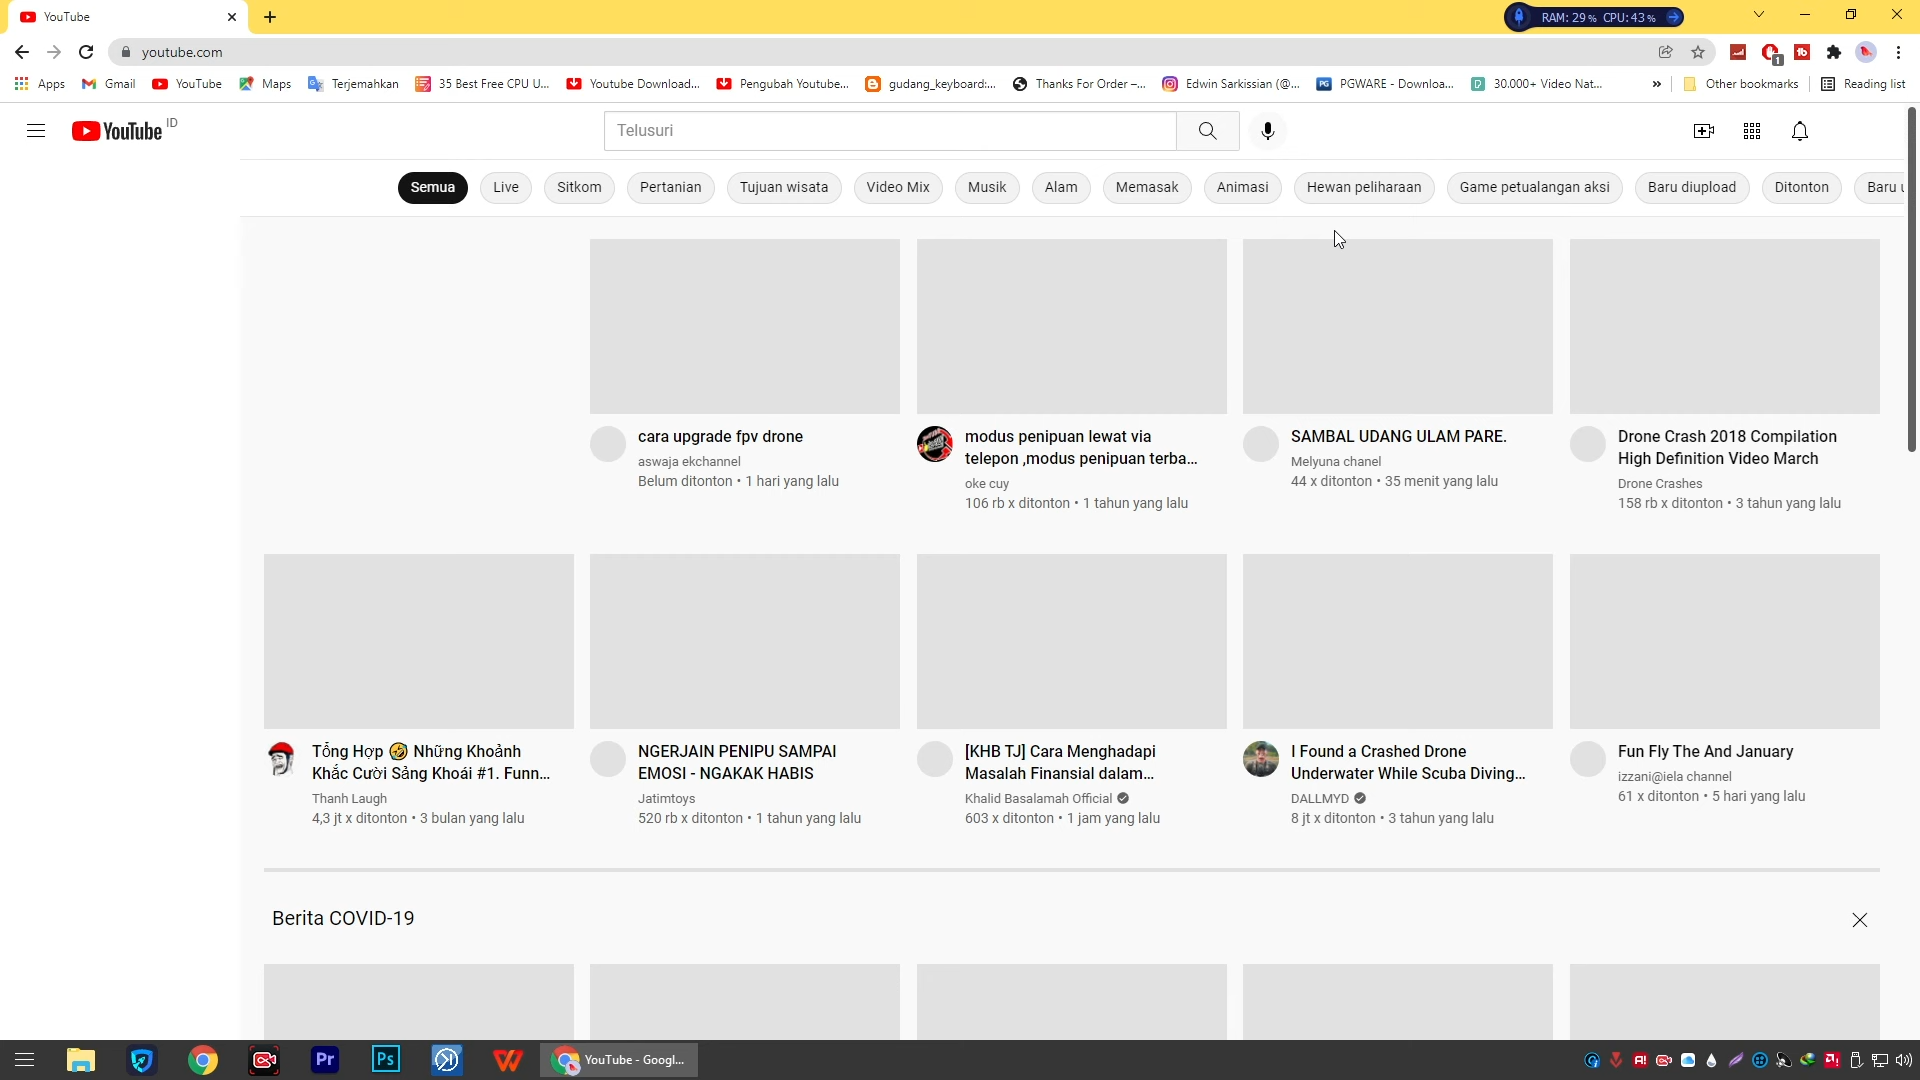 YouTube
RAM: 29% CPU: 43%
youtube.com
1
Apps
Gmail
YouTube
Maps
Terjemahkan
35 Best Free CPU U...
Youtube Download...
Pengubah Youtube...
gudang_keyboard:...
Thanks For Order –...
Edwin Sarkissian (@...
PGWARE - Downloa...
30.000+ Video Nat...
»
Other bookmarks
Reading list
YouTube ID
Telusuri
Semua
Live
Sitkom
Pertanian
Tujuan wisata
Video Mix
Musik
Alam
Memasak
Animasi
Hewan peliharaan
Game petualangan aksi
Baru diupload
Ditonton
Baru
cara upgrade fpv drone
aswaja ekchannel
Belum ditonton • 1 hari yang lalu
modus penipuan lewat via
telepon ,modus penipuan terba...
oke cuy
106 rb x ditonton • 1 tahun yang lalu
SAMBAL UDANG ULAM PARE.
Melyuna chanel
44 x ditonton • 35 menit yang lalu
Drone Crash 2018 Compilation
High Definition Video March
Drone Crashes
158 rb x ditonton • 3 tahun yang lalu
Tổng Hợp 🤣 Những Khoảnh
Khắc Cười Sảng Khoái #1. Funn...
Thanh Laugh
4,3 jt x ditonton • 3 bulan yang lalu
NGERJAIN PENIPU SAMPAI
EMOSI - NGAKAK HABIS
Jatimtoys
520 rb x ditonton • 1 tahun yang lalu
[KHB TJ] Cara Menghadapi
Masalah Finansial dalam...
Khalid Basalamah Official
603 x ditonton • 1 jam yang lalu
I Found a Crashed Drone
Underwater While Scuba Diving...
DALLMYD
8 jt x ditonton • 3 tahun yang lalu
Fun Fly The And January
izzani@iela channel
61 x ditonton • 5 hari yang lalu
Berita COVID-19
Pr
Ps
YouTube - Googl...